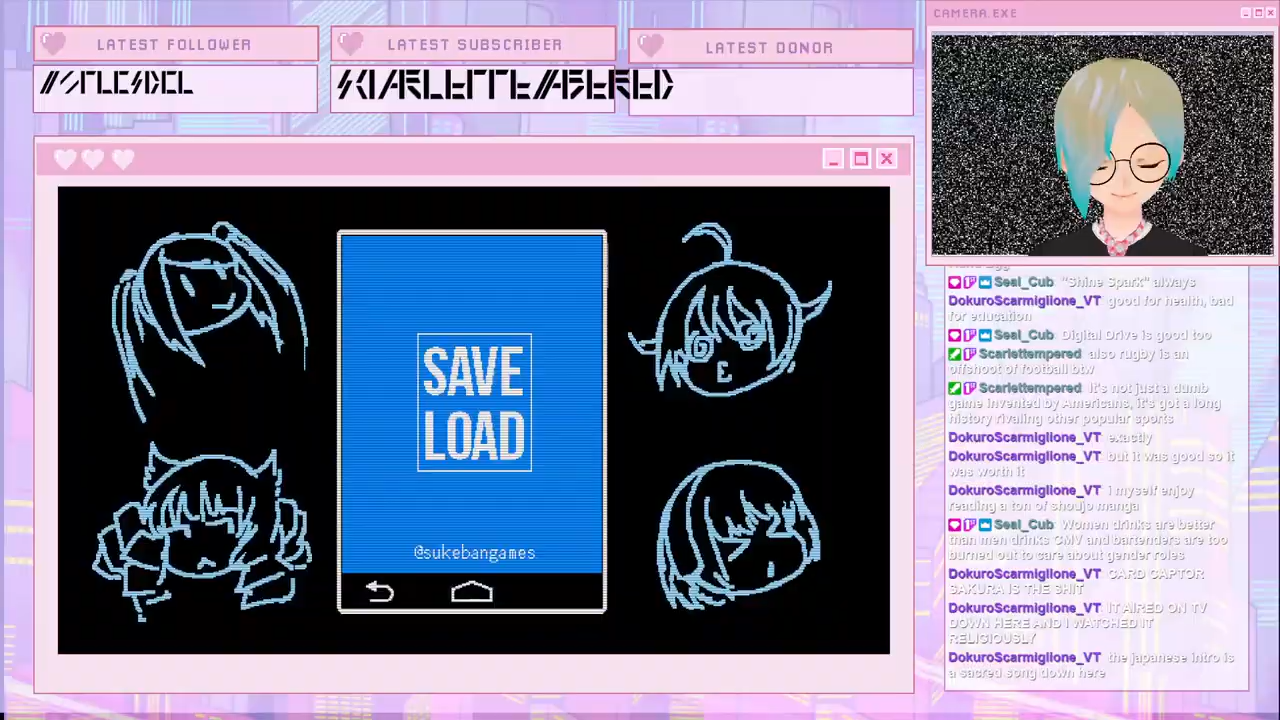 LATEST FOLLOWER
LATEST SUBSCRIBER
LATEST DONOR
CAMERA.EXE
SAVE
LOAD
@sukebangames
Seal_Cub "Shine Spark" always
DokuroScarmiglione_VT good for health, bad
for education
Seal_Cub Digital Drive is good too
Scarlettempered also rugby is an
offshoot of football btw
Scarlettempered It's not just a dumb
game invented by Americans, it's got a long
history rivaling other popular sports
DokuroScarmiglione_VT exactly
DokuroScarmiglione_VT but it was good so it
was worth it
DokuroScarmiglione_VT i myself enjoy
reading a ton of shoujo manga
Seal_Cub Women drinks are better
than men drinks CMV and bartenders are too
burned out to care about gender roles
DokuroScarmiglione_VT CARD CAPTOR
SAKURA IS THE SHIT
DokuroScarmiglione_VT IT AIRED ON TV
DOWN HERE AND I WATCHED IT
RELIGIOUSLY
DokuroScarmiglione_VT the japanese intro is
a sacred song down here